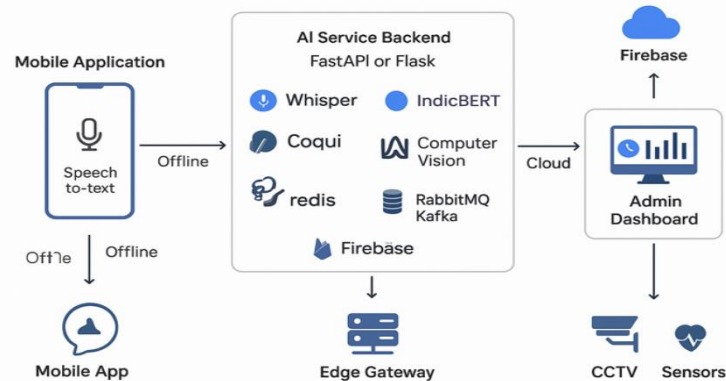 Mobile Application
Speech
to-text
Offline
Offline
Mobile App
AI Service Backend
FastAPI or Flask
Whisper
IndicBERT
Coqui
Computer
Vision
redis
RabbitMQ
Kafka
Firebase
Edge Gateway
Cloud
Firebase
Admin
Dashboard
CCTV
Sensors